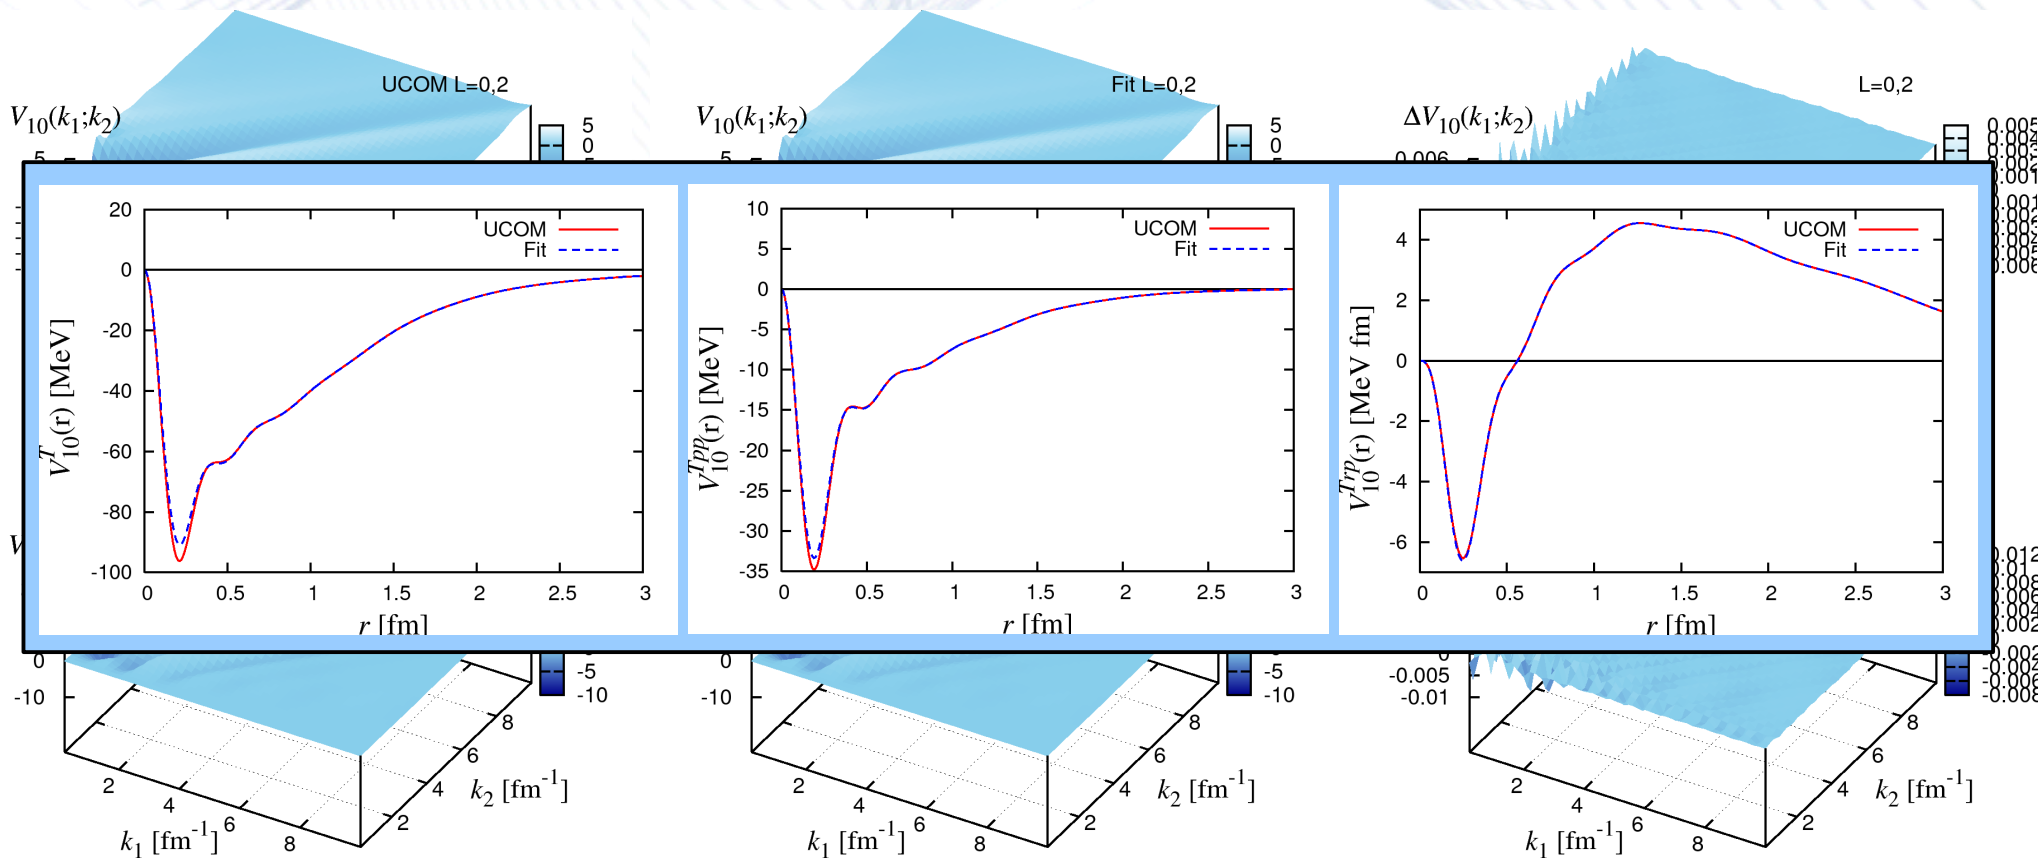 UCOM L=0,2
V10(k1;k2)
5
5
0
Fit L=0,2
V10(k1;k2)
5
5
0
L=0,2
ΔV10(k1;k2)
0.006
0.005
20
0
-20
-40
-60
-80
-100
V^T_10(r) [MeV]
UCOM
Fit
0 0.5 1 1.5 2 2.5 3
r [fm]
10
5
0
-5
-10
-15
-20
-25
-30
-35
V^Tpp_10(r) [MeV]
UCOM
Fit
0 0.5 1 1.5 2 2.5 3
r [fm]
4
2
0
-2
-4
-6
V^Trp_10(r) [MeV fm]
UCOM
Fit
0 0.5 1 1.5 2 2.5 3
r [fm]
0
-10
-5
-10
2 4 6 8
k1 [fm^-1]
2 4 6 8
k2 [fm^-1]
0
-10
-5
-10
2 4 6 8
k1 [fm^-1]
2 4 6 8
k2 [fm^-1]
-0.005
-0.01
2 4 6 8
k1 [fm^-1]
2 4 6 8
k2 [fm^-1]